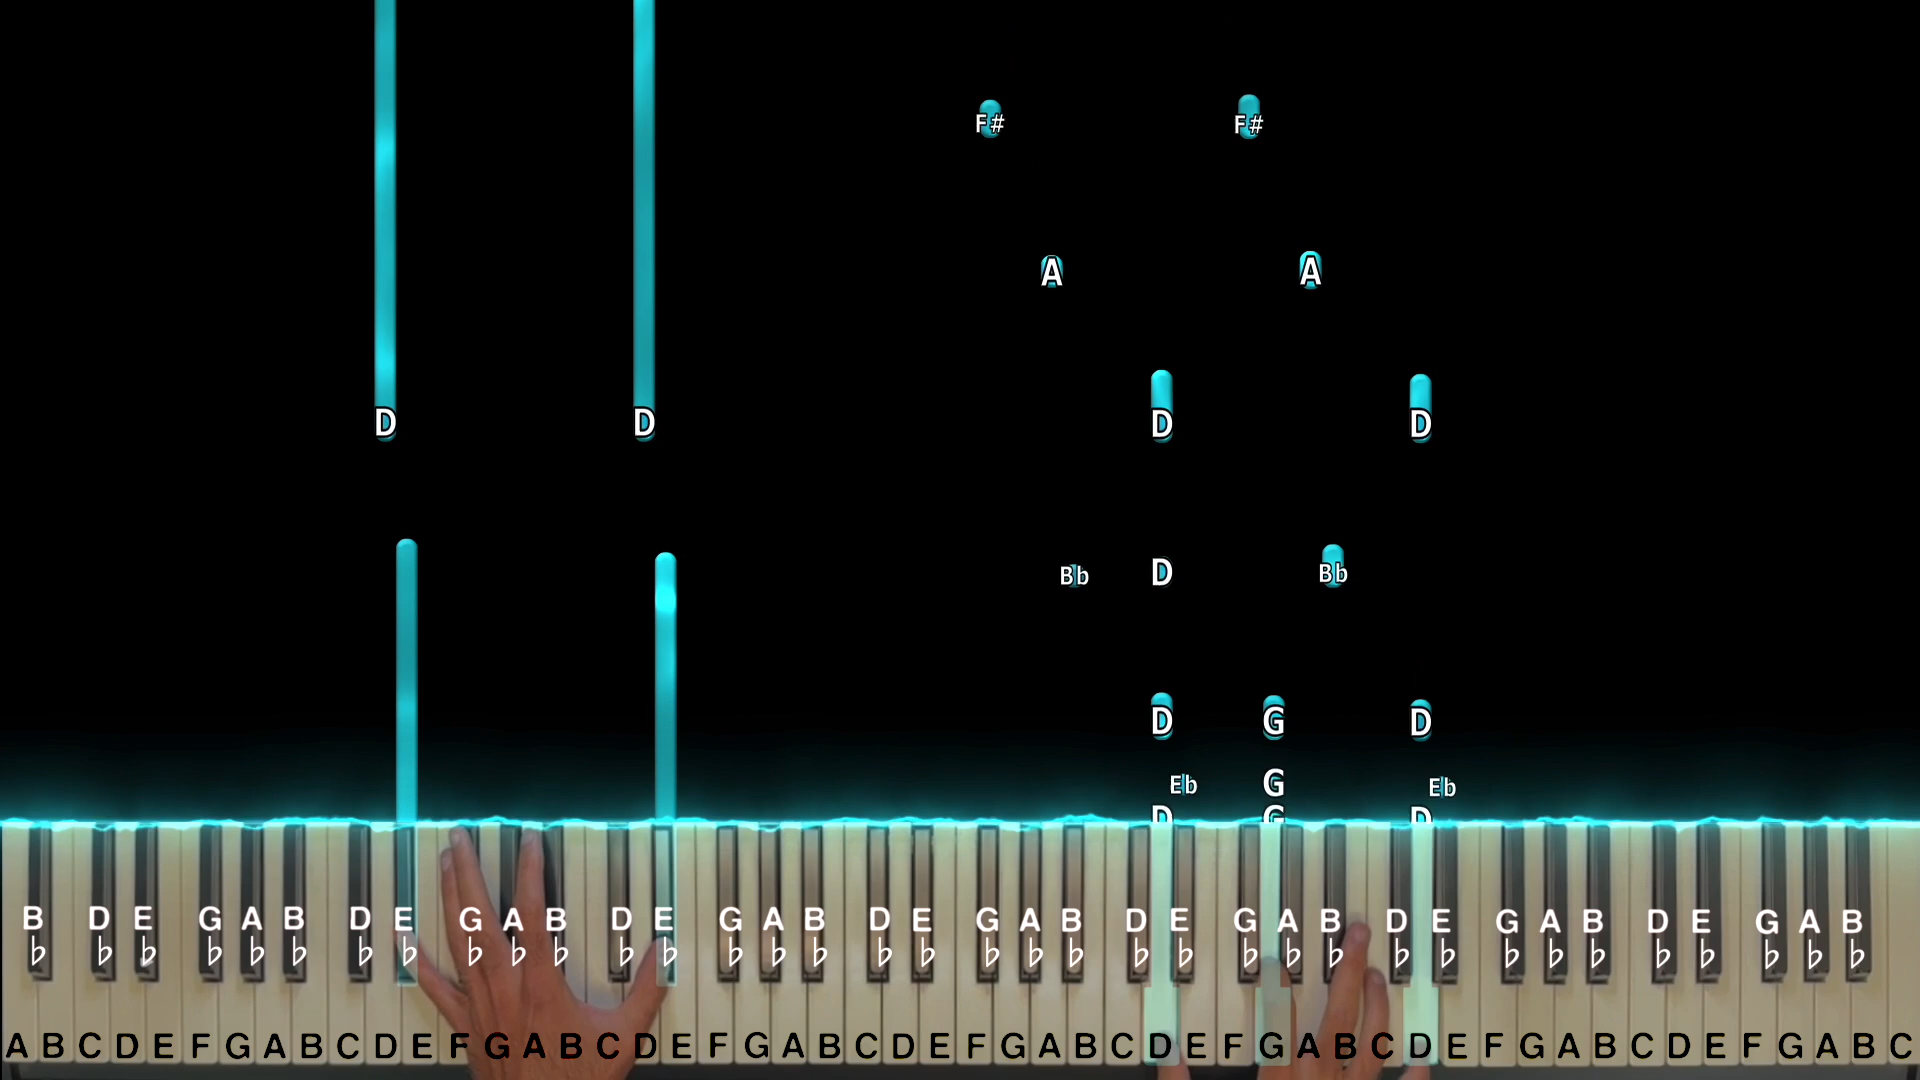 F# F#
A A
D D D D
Bb D Bb
D G D
Eb G Eb
D G D
B D E G A B D E G A B D E G A B D E G A B D E G A B D E G A B D E G A B
♭ ♭ ♭ ♭ ♭ ♭ ♭ ♭ ♭ ♭ ♭ ♭ ♭ ♭ ♭ ♭ ♭ ♭ ♭ ♭ ♭ ♭ ♭ ♭ ♭ ♭ ♭ ♭ ♭ ♭ ♭ ♭ ♭ ♭ ♭ ♭
A B C D E F G A B C D E F G A B C D E F G A B C D E F G A B C D E F G A B C D E F G A B C D E F G A B C